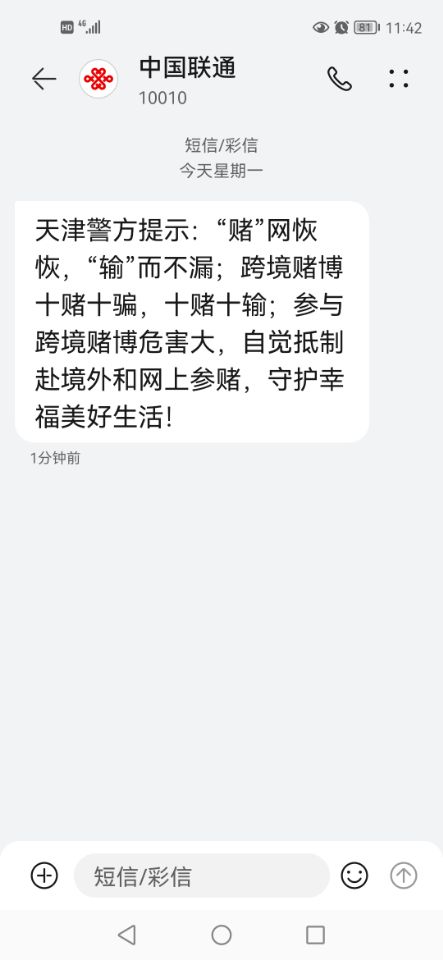 HD 4G 81 11:42
中国联通
10010
短信/彩信
今天星期一
天津警方提示：“赌”网恢
恢，“输”而不漏；跨境赌博
十赌十骗，十赌十输；参与
跨境赌博危害大，自觉抵制
赴境外和网上参赌，守护幸
福美好生活！
1分钟前
短信/彩信